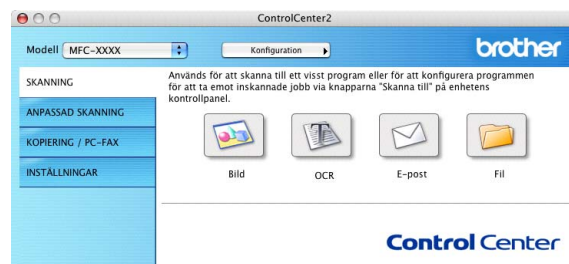 ControlCenter2
Modell MFC-XXXX Konfiguration brother
SKANNING
ANPASSAD SKANNING
KOPIERING / PC-FAX
INSTÄLLNINGAR
Används för att skanna till ett visst program eller för att konfigurera programmen
för att ta emot inskannade jobb via knapparna "Skanna till" på enhetens
kontrollpanel.
Bild OCR E-post Fil
Control Center